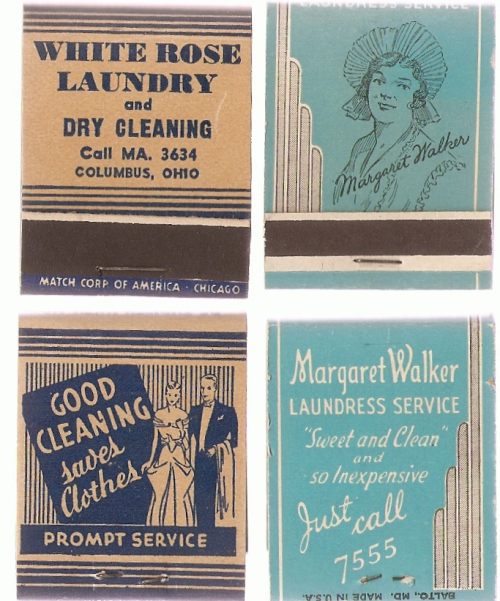 WHITE ROSE
LAUNDRY
and
DRY CLEANING
Call MA. 3634
COLUMBUS, OHIO
MATCH CORP. OF AMERICA - CHICAGO
LAUNDRESS SERVICE
Margaret Walker
GOOD
CLEANING
saves
Clothes
PROMPT SERVICE
Margaret Walker
LAUNDRESS SERVICE
"Sweet and Clean"
and
so Inexpensive
Just call
7555
BALTO., MD. MADE IN U.S.A.